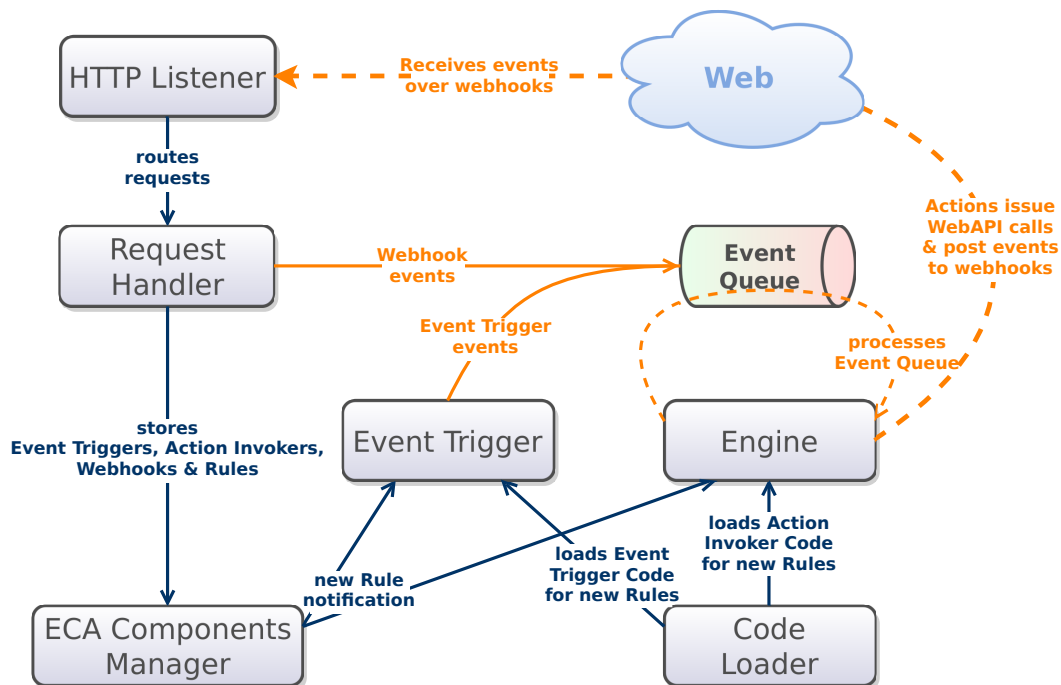 HTTP Listener
Receives events
over webhooks
Web
routes
requests
Actions issue
WebAPI calls
& post events
to webhooks
Request
Handler
Webhook
events
Event
Queue
Event Trigger
events
processes
Event Queue
stores
Event Triggers, Action Invokers,
Webhooks & Rules
Event Trigger
Engine
new Rule
notification
loads Event
Trigger Code
for new Rules
loads Action
Invoker Code
for new Rules
ECA Components
Manager
Code
Loader